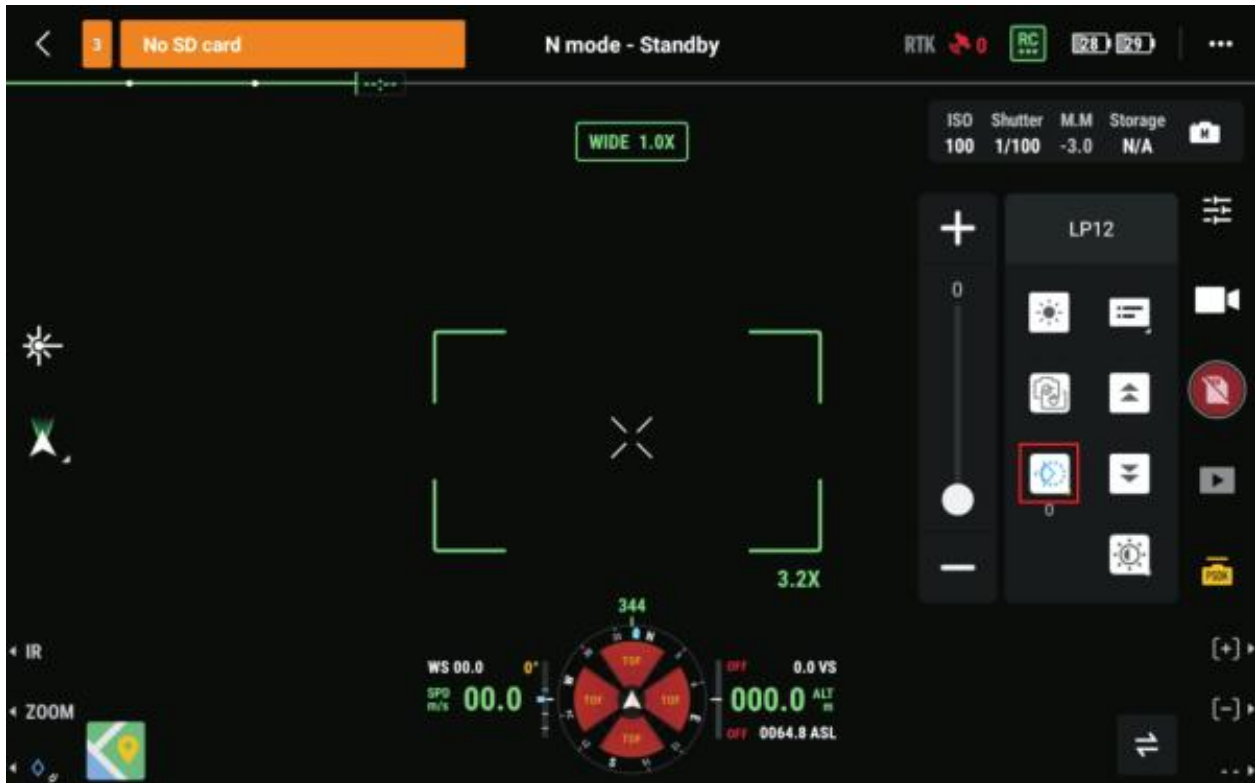 3
No SD card
N mode - Standby
RTK
0
RC
28
29
--:--
WIDE 1.0X
ISO Shutter M.M Storage
100 1/100 -3.0 N/A
M
LP12
0
0
3.2X
344
PSDK
IR
ZOOM
WS 00.0
0°
SPD
m/s
00.0
N
W
E
S
TOF
TOF
TOF
TOF
OFF
0.0 VS
000.0
ALT
m
OFF
0064.8 ASL
[+]
[-]
--